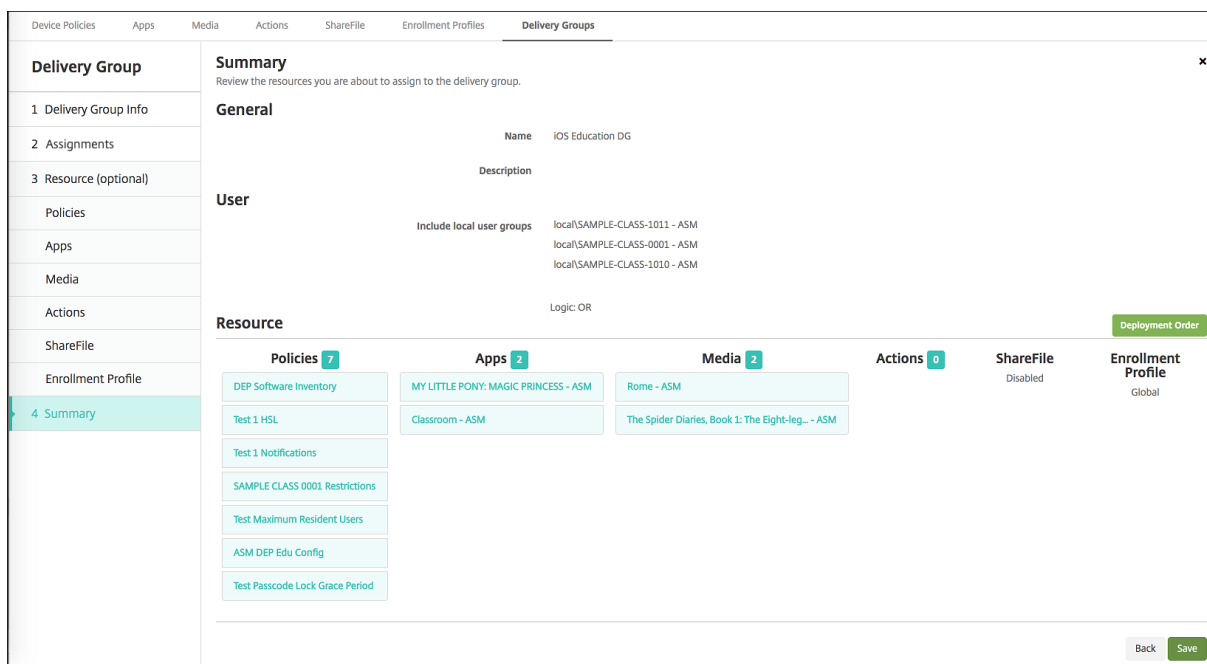 Device Policies Apps Media Actions ShareFile Enrollment Profiles Delivery Groups
Delivery Group
1 Delivery Group Info
2 Assignments
3 Resource (optional)
Policies
Apps
Media
Actions
ShareFile
Enrollment Profile
4 Summary
Summary
Review the resources you are about to assign to the delivery group.
General
Name iOS Education DG
Description
User
Include local user groups local\SAMPLE-CLASS-1011 - ASM
local\SAMPLE-CLASS-0001 - ASM
local\SAMPLE-CLASS-1010 - ASM
Logic: OR
Resource
Deployment Order
Policies 7
DEP Software Inventory
Test 1 HSL
Test 1 Notifications
SAMPLE CLASS 0001 Restrictions
Test Maximum Resident Users
ASM DEP Edu Config
Test Passcode Lock Grace Period
Apps 2
MY LITTLE PONY: MAGIC PRINCESS - ASM
Classroom - ASM
Media 2
Rome - ASM
The Spider Diaries, Book 1: The Eight-leg... - ASM
Actions 0
ShareFile
Disabled
Enrollment
Profile
Global
Back Save